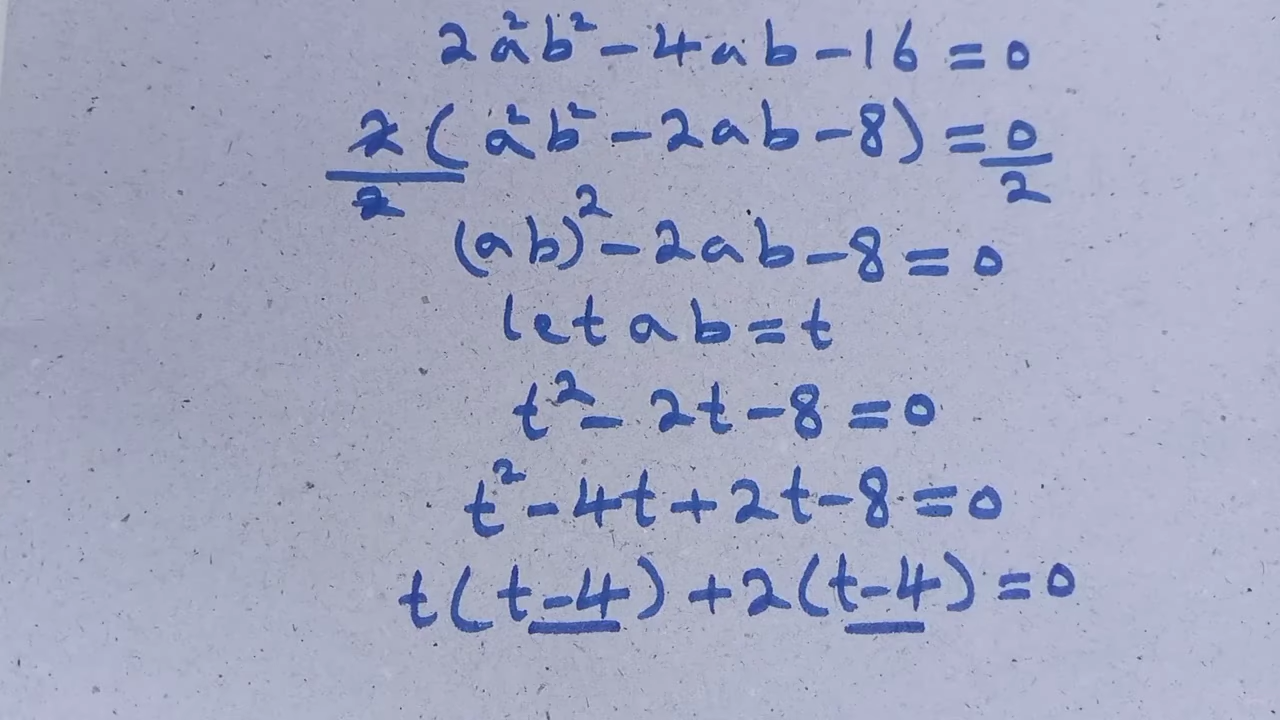 2a²b² - 4ab - 16 = 0
2(a²b² - 2ab - 8) = 0
2 2
(ab)² - 2ab - 8 = 0
let ab = t
t² - 2t - 8 = 0
t² - 4t + 2t - 8 = 0
t(t - 4) + 2(t - 4) = 0